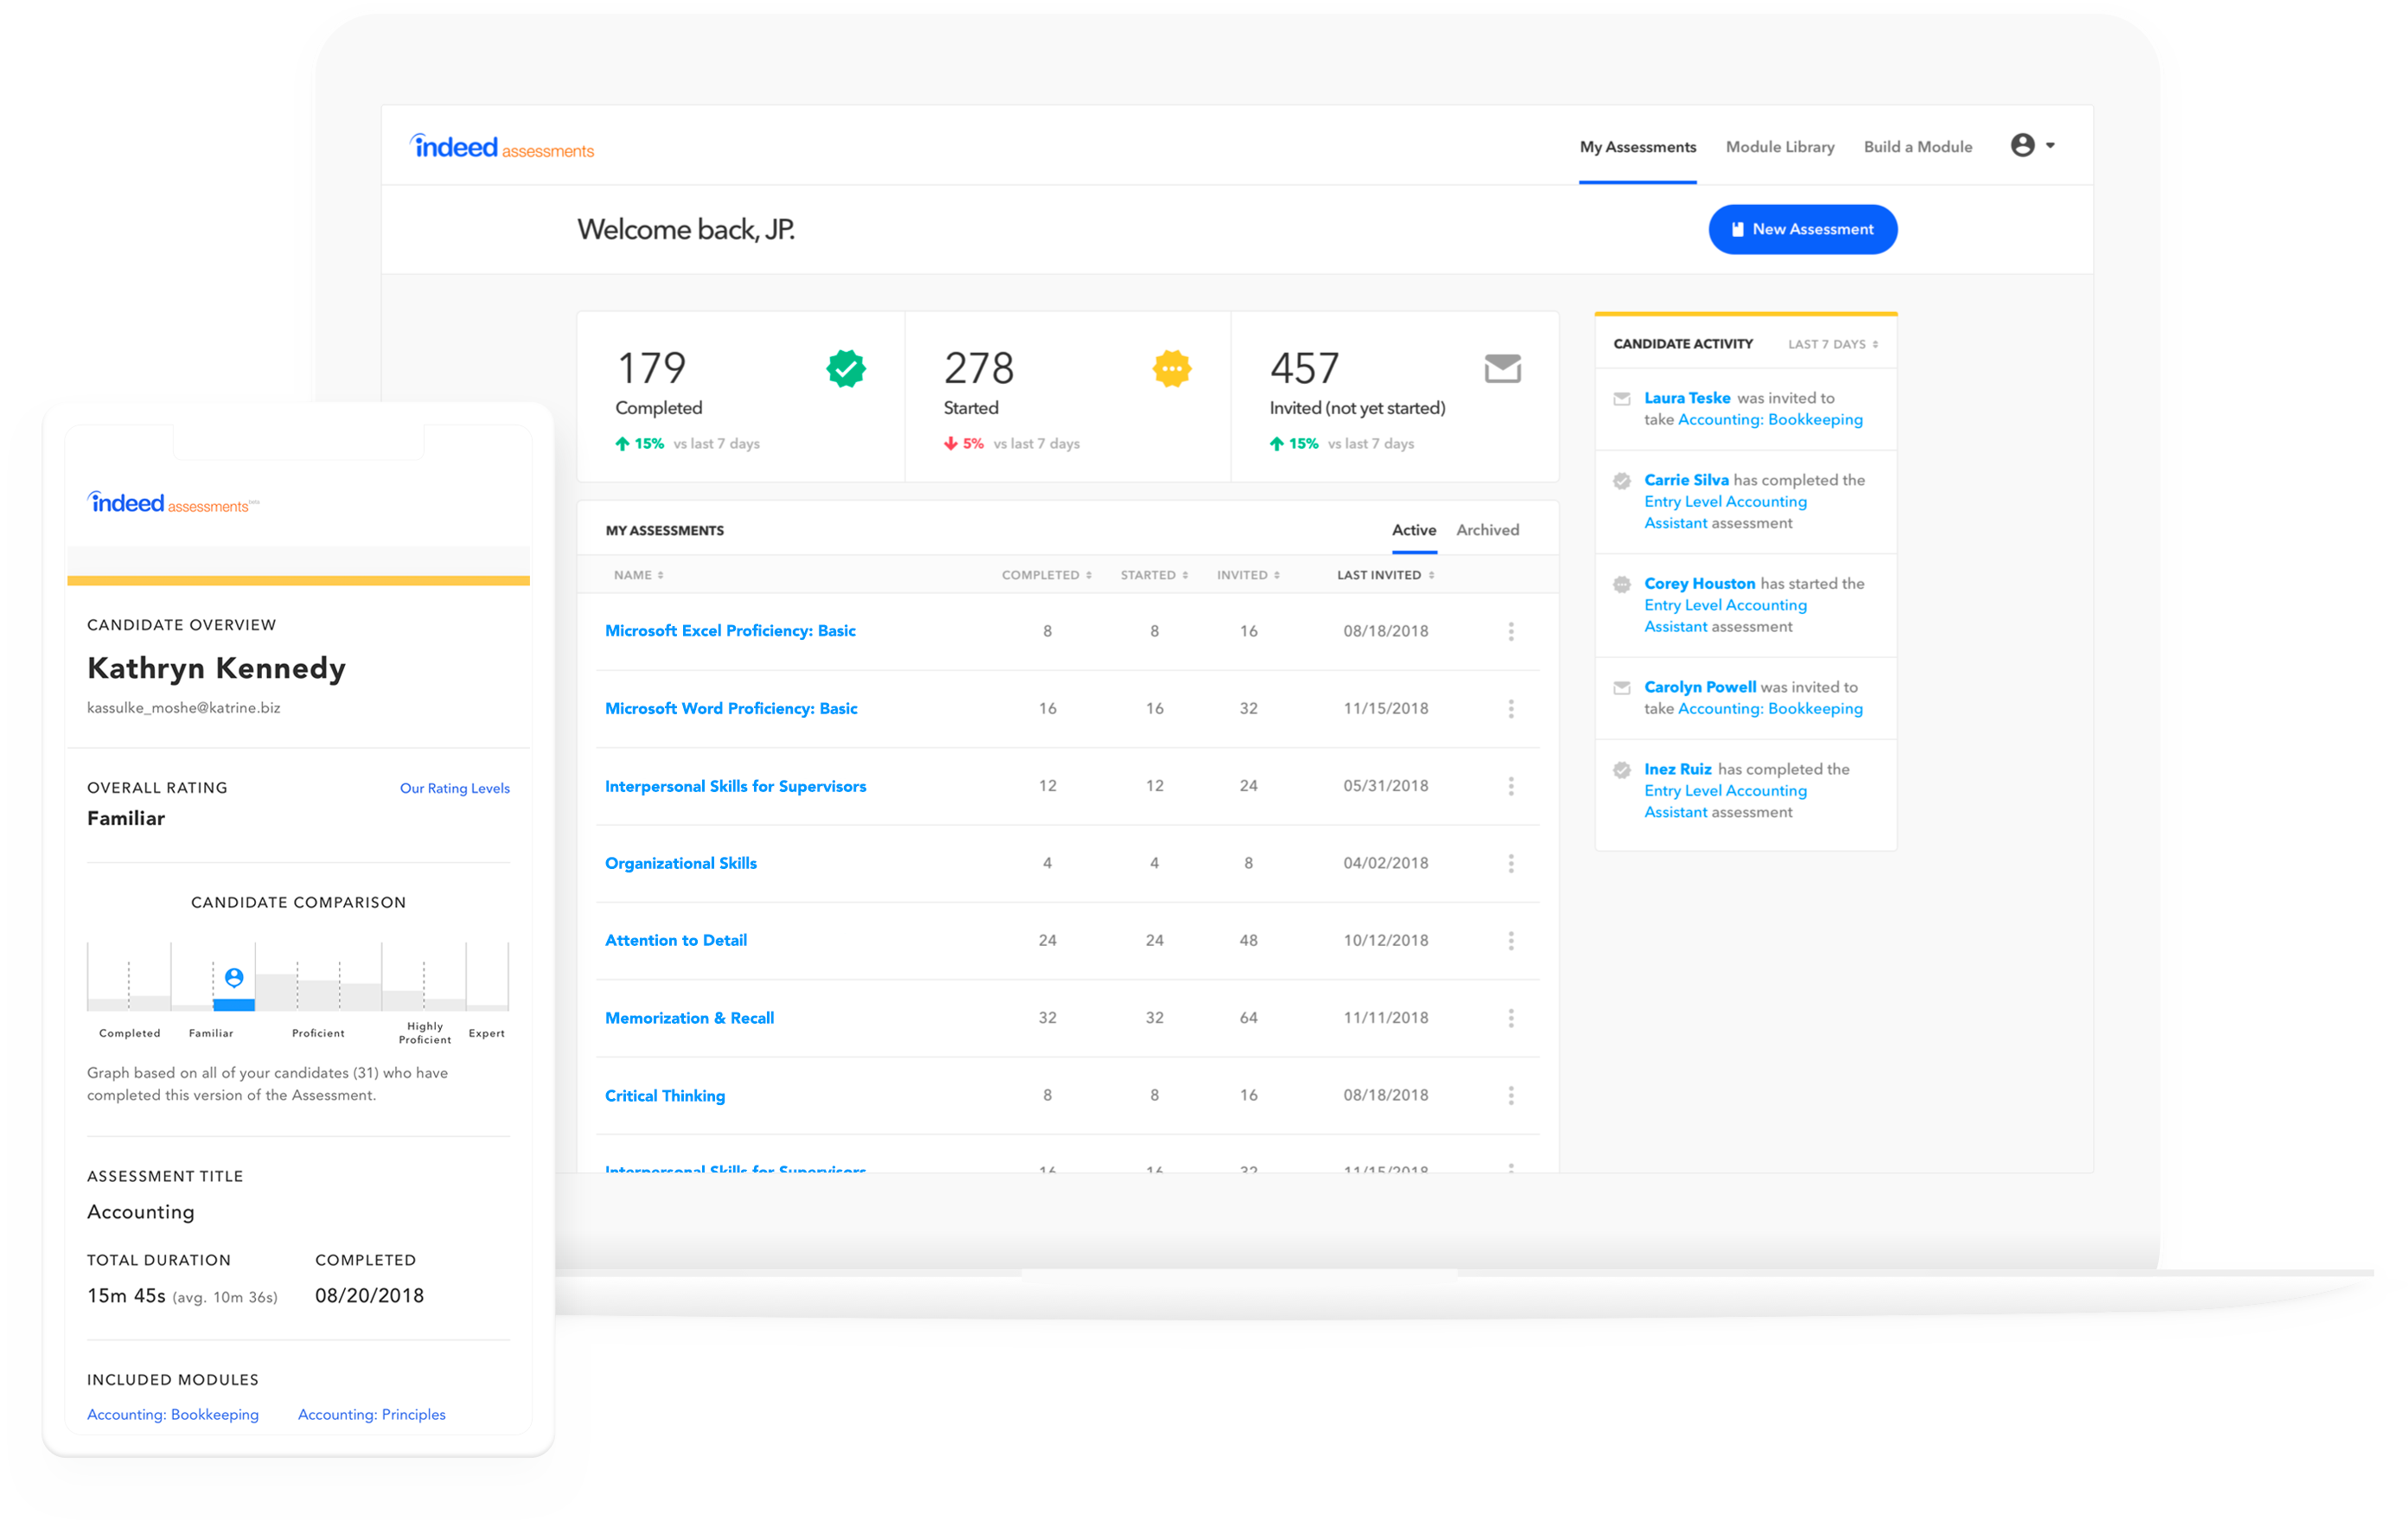 indeed assessments
My Assessments Module Library Build a Module
Welcome back, JP.
New Assessment
179
Completed
15% vs last 7 days
278
Started
5% vs last 7 days
457
Invited (not yet started)
15% vs last 7 days
MY ASSESSMENTS Active Archived
NAME COMPLETED STARTED INVITED LAST INVITED
Microsoft Excel Proficiency: Basic 8 8 16 08/18/2018
Microsoft Word Proficiency: Basic 16 16 32 11/15/2018
Interpersonal Skills for Supervisors 12 12 24 05/31/2018
Organizational Skills 4 4 8 04/02/2018
Attention to Detail 24 24 48 10/12/2018
Memorization & Recall 32 32 64 11/11/2018
Critical Thinking 8 8 16 08/18/2018
Interpersonal Skills for Supervisors 16 16 32 11/15/2018
CANDIDATE ACTIVITY LAST 7 DAYS
Laura Teske was invited to
take Accounting: Bookkeeping
Carrie Silva has completed the
Entry Level Accounting
Assistant assessment
Corey Houston has started the
Entry Level Accounting
Assistant assessment
Carolyn Powell was invited to
take Accounting: Bookkeeping
Inez Ruiz has completed the
Entry Level Accounting
Assistant assessment
indeed assessments beta
CANDIDATE OVERVIEW
Kathryn Kennedy
kassulke_moshe@katrine.biz
OVERALL RATING Our Rating Levels
Familiar
CANDIDATE COMPARISON
Completed Familiar Proficient Highly Proficient Expert
Graph based on all of your candidates (31) who have
completed this version of the Assessment.
ASSESSMENT TITLE
Accounting
TOTAL DURATION COMPLETED
15m 45s (avg. 10m 36s) 08/20/2018
INCLUDED MODULES
Accounting: Bookkeeping Accounting: Principles